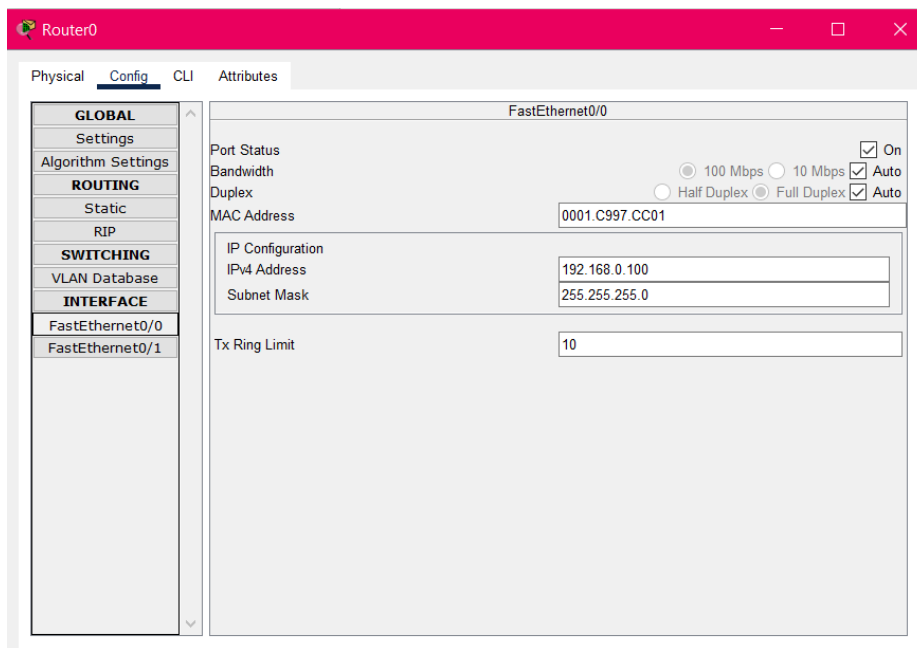 Router0
Physical Config CLI Attributes
GLOBAL
Settings
Algorithm Settings
ROUTING
Static
RIP
SWITCHING
VLAN Database
INTERFACE
FastEthernet0/0
FastEthernet0/1
FastEthernet0/0
Port Status On
Bandwidth 100 Mbps 10 Mbps Auto
Duplex Half Duplex Full Duplex Auto
MAC Address 0001.C997.CC01
IP Configuration
IPv4 Address 192.168.0.100
Subnet Mask 255.255.255.0
Tx Ring Limit 10